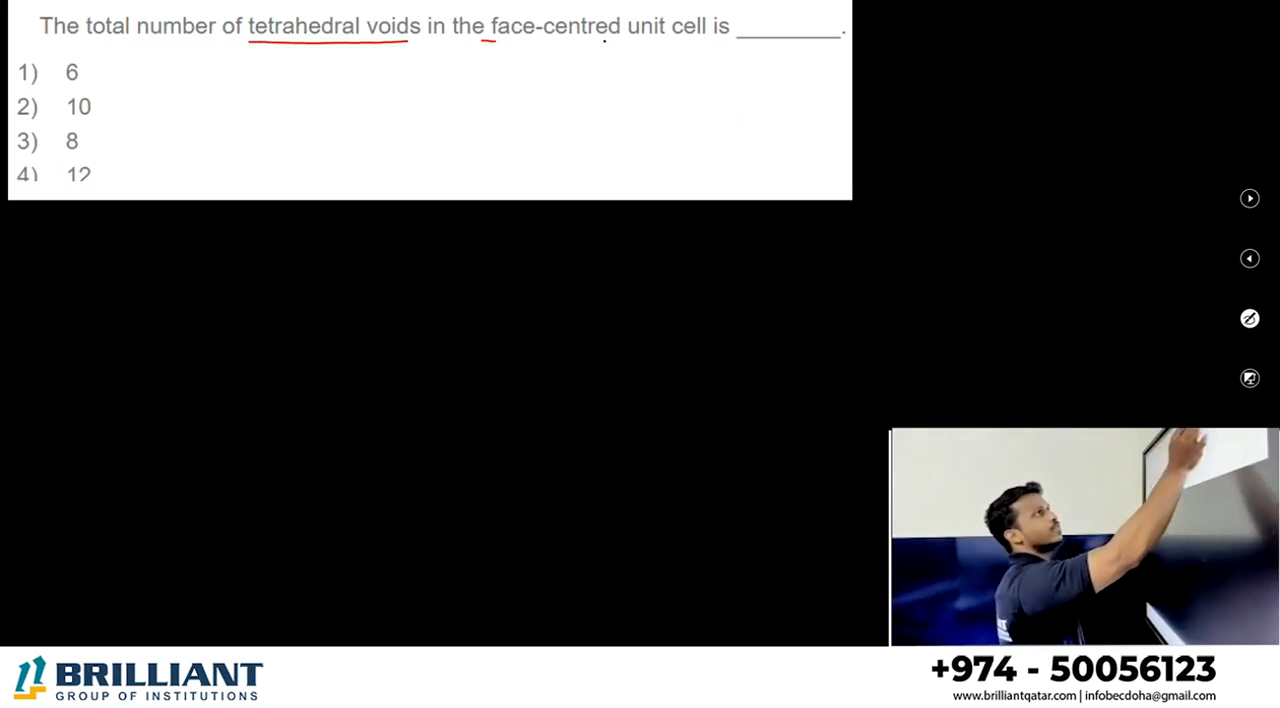 The total number of tetrahedral voids in the face-centred unit cell is _________.
1) 6
2) 10
3) 8
4) 12
BRILLIANT
GROUP OF INSTITUTIONS
+974 - 50056123
www.brilliantqatar.com | infobecdoha@gmail.com